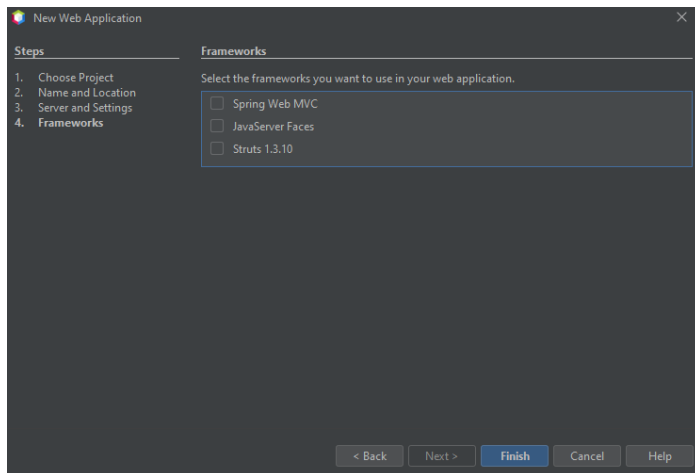 New Web Application
Steps
1. Choose Project
2. Name and Location
3. Server and Settings
4. Frameworks
Frameworks
Select the frameworks you want to use in your web application.
Spring Web MVC
JavaServer Faces
Struts 1.3.10
< Back Next > Finish Cancel Help